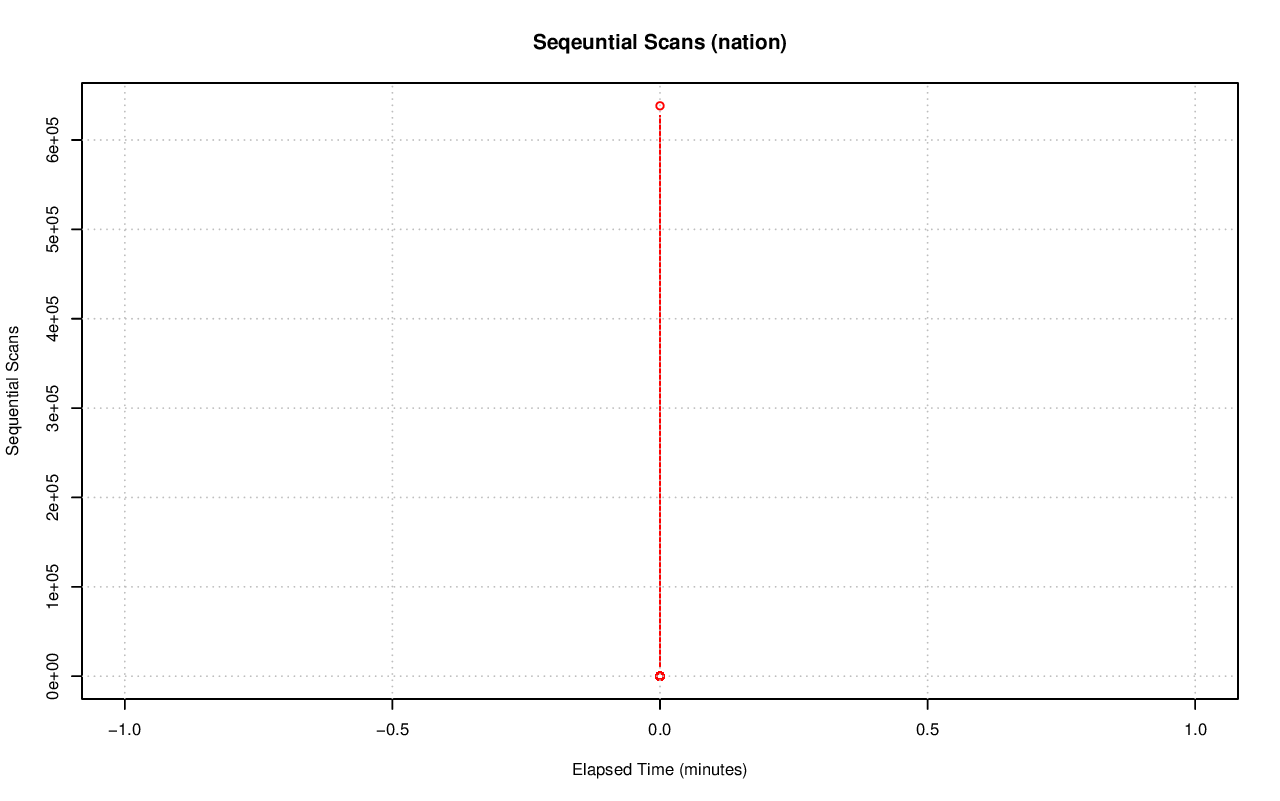 Seqeuntial Scans (nation)
Sequential Scans
6e+05
5e+05
4e+05
3e+05
2e+05
1e+05
0e+00
−1.0 −0.5 0.0 0.5 1.0
Elapsed Time (minutes)